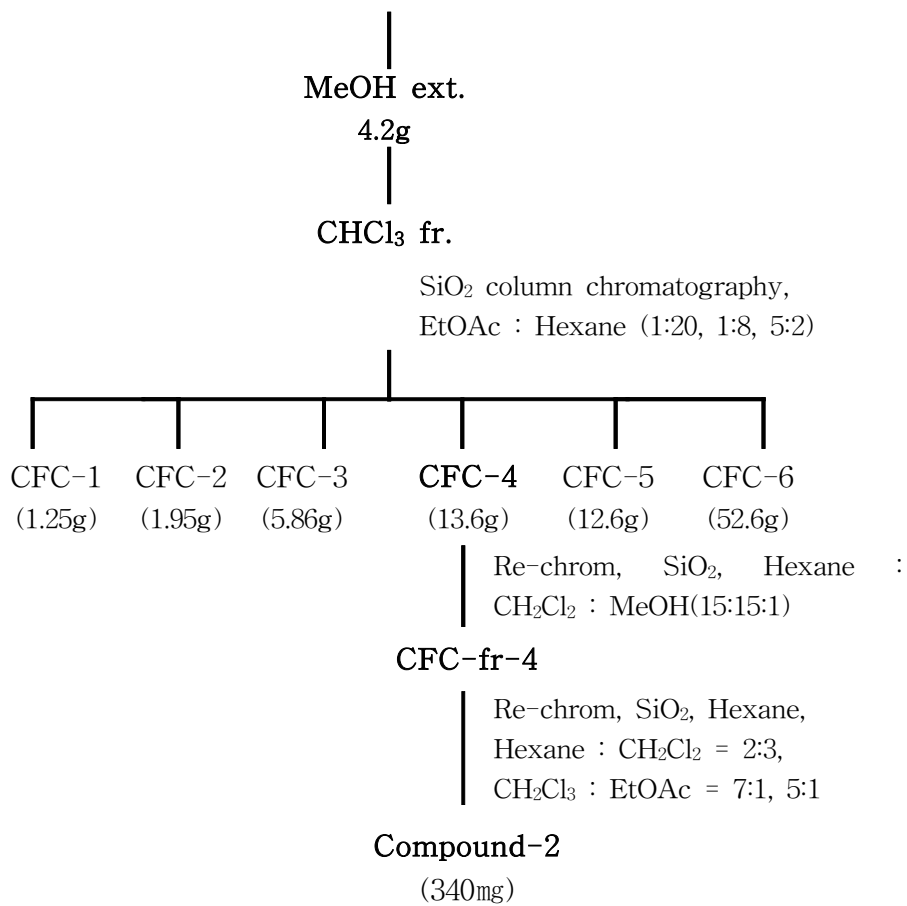 MeOH ext.
4.2g
CHCl₃ fr.
SiO₂ column chromatography,
EtOAc : Hexane (1:20, 1:8, 5:2)
CFC-1 CFC-2 CFC-3 CFC-4 CFC-5 CFC-6
(1.25g) (1.95g) (5.86g) (13.6g) (12.6g) (52.6g)
Re-chrom, SiO₂, Hexane :
CH₂Cl₂ : MeOH(15:15:1)
CFC-fr-4
Re-chrom, SiO₂, Hexane,
Hexane : CH₂Cl₂ = 2:3,
CH₂Cl₃ : EtOAc = 7:1, 5:1
Compound-2
(340㎎)